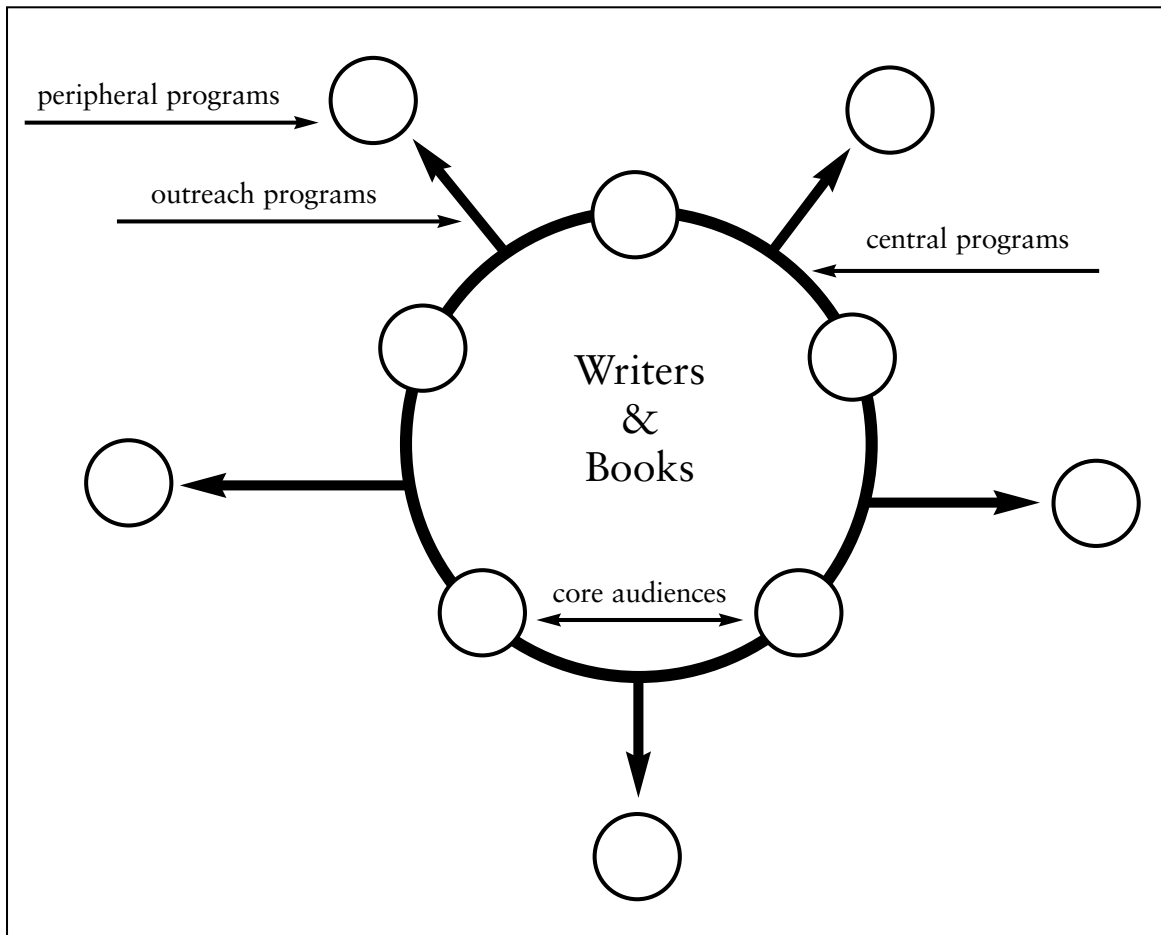 peripheral programs
outreach programs
central programs
Writers
&
Books
core audiences